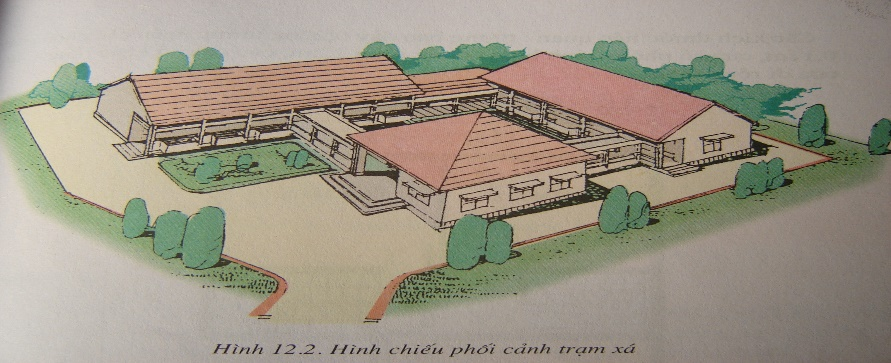 Hình 12.2. Hình chiếu phối cảnh trạm xá